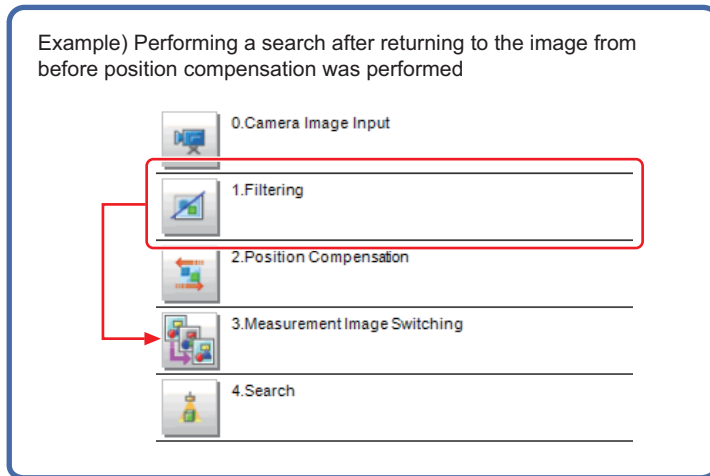 Example) Performing a search after returning to the image from
before position compensation was performed
0.Camera Image Input
1.Filtering
2.Position Compensation
3.Measurement Image Switching
4.Search